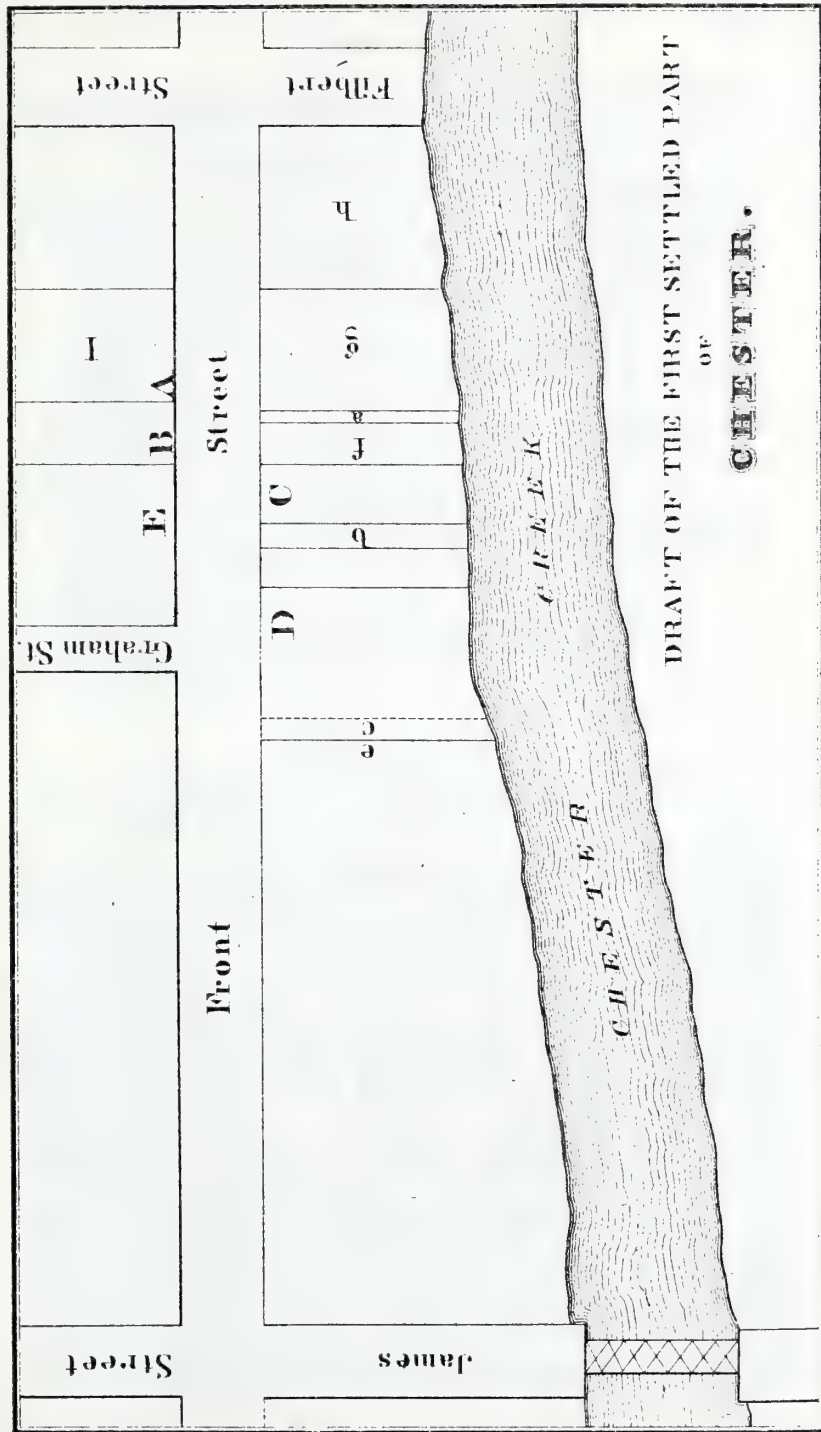 DRAFT OF THE FIRST SETTLED PART
OF
CHESTER.
Filbert Street
James Street
Front Street
Graham St.
CHESTER CREEK
I
A
B
E
C
D
h
g
a
f
b
c
e